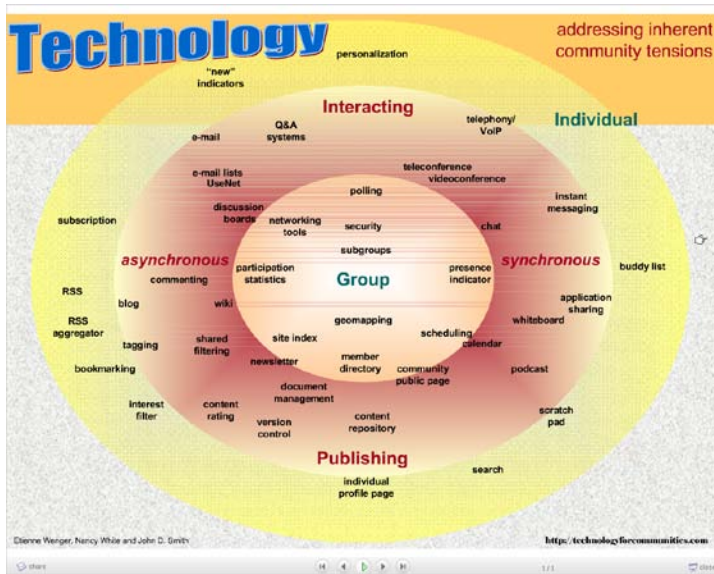 Technology
addressing inherent
community tensions
personalization
"new"
indicators
Interacting
telephony/
VoIP
Individual
Q&A
systems
e-mail
teleconference
videoconference
e-mail lists
UseNet
polling
instant
messaging
discussion
boards
networking
tools
security
chat
subscription
subgroups
asynchronous
synchronous
participation
statistics
presence
indicator
buddy list
commenting
Group
RSS
blog
wiki
application
sharing
geomapping
whiteboard
RSS
aggregator
scheduling
calendar
tagging
shared
filtering
site index
newsletter
member
directory
community
public page
podcast
bookmarking
document
management
interest
filter
content
rating
version
control
content
repository
scratch
pad
Publishing
search
individual
profile page
Etienne Wenger, Nancy White and John D. Smith
http://technologyforcommunities.com
share
1/1